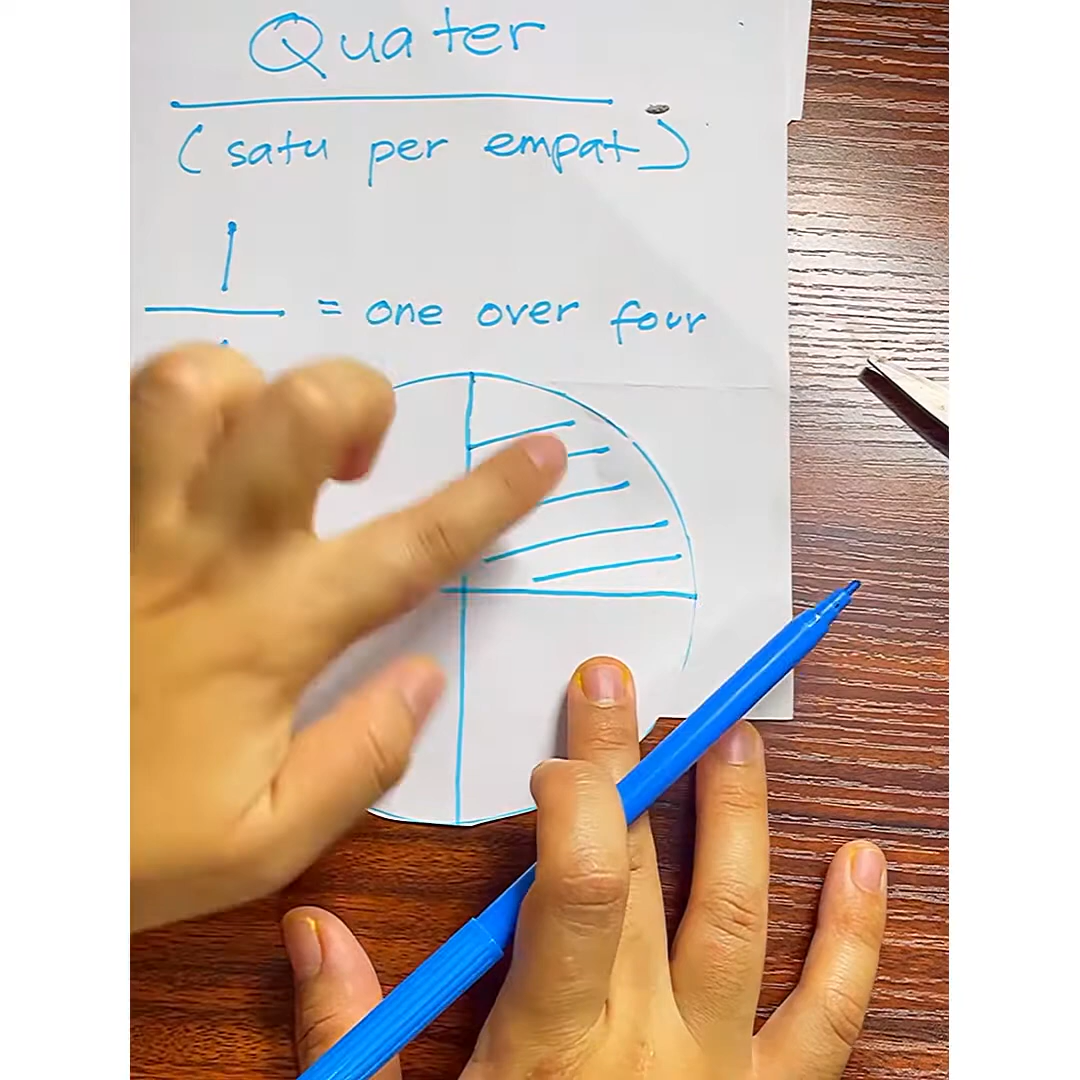 Quater
(satu per empat)
1
= one over four